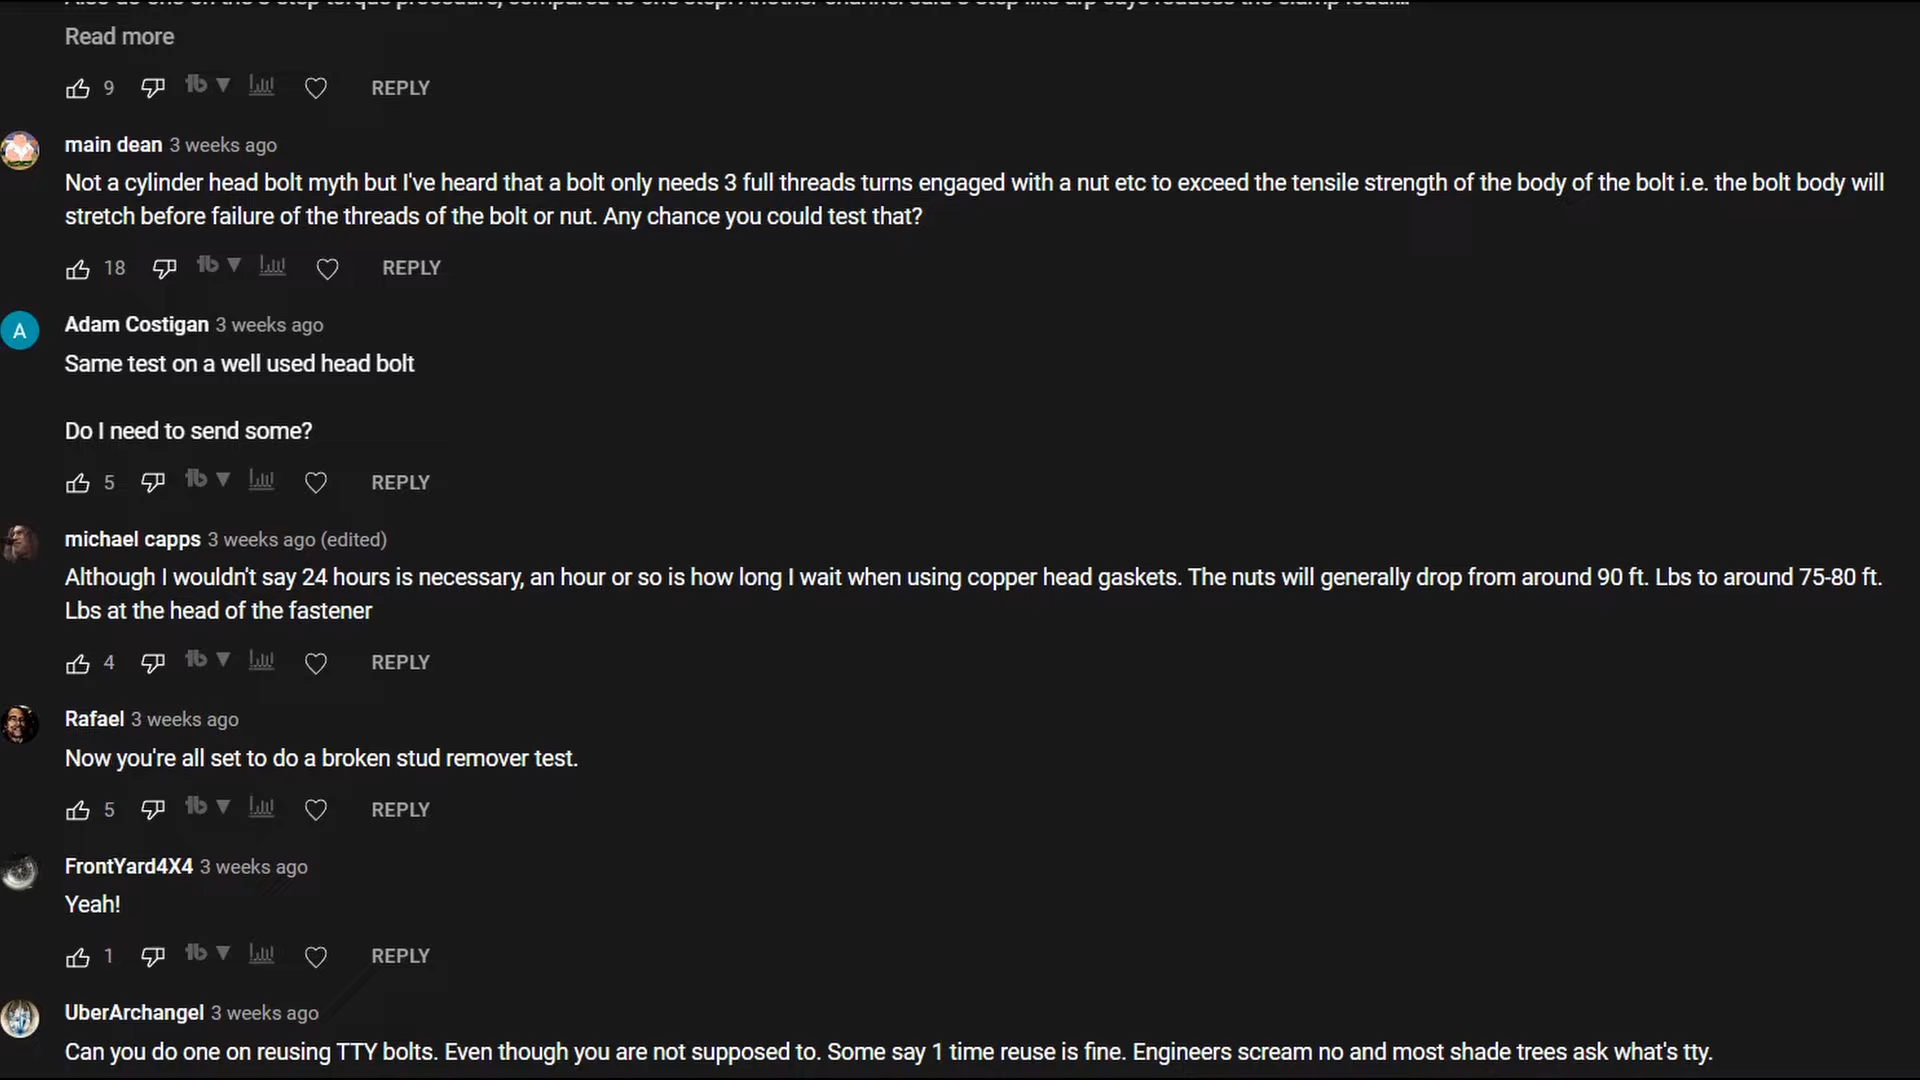 Read more
9 REPLY
main dean 3 weeks ago
Not a cylinder head bolt myth but I've heard that a bolt only needs 3 full threads turns engaged with a nut etc to exceed the tensile strength of the body of the bolt i.e. the bolt body will
stretch before failure of the threads of the bolt or nut. Any chance you could test that?
18 REPLY
A
Adam Costigan 3 weeks ago
Same test on a well used head bolt
Do I need to send some?
5 REPLY
michael capps 3 weeks ago (edited)
Although I wouldn't say 24 hours is necessary, an hour or so is how long I wait when using copper head gaskets. The nuts will generally drop from around 90 ft. Lbs to around 75-80 ft.
Lbs at the head of the fastener
4 REPLY
Rafael 3 weeks ago
Now you're all set to do a broken stud remover test.
5 REPLY
FrontYard4X4 3 weeks ago
Yeah!
1 REPLY
UberArchangel 3 weeks ago
Can you do one on reusing TTY bolts. Even though you are not supposed to. Some say 1 time reuse is fine. Engineers scream no and most shade trees ask what's tty.